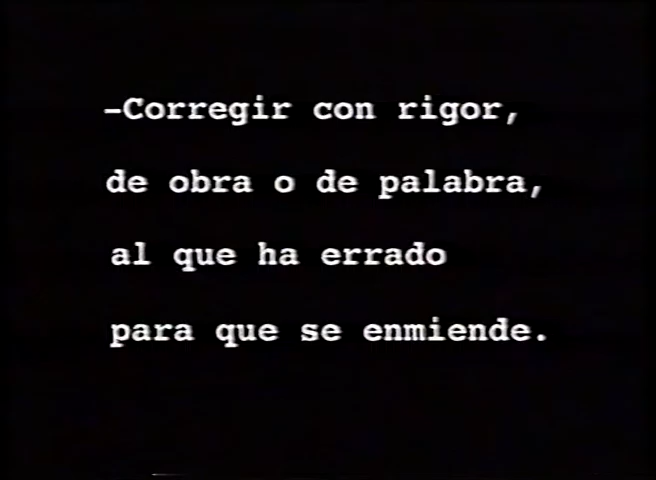 -Corregir con rigor,
de obra o de palabra,
al que ha errado
para que se enmiende.